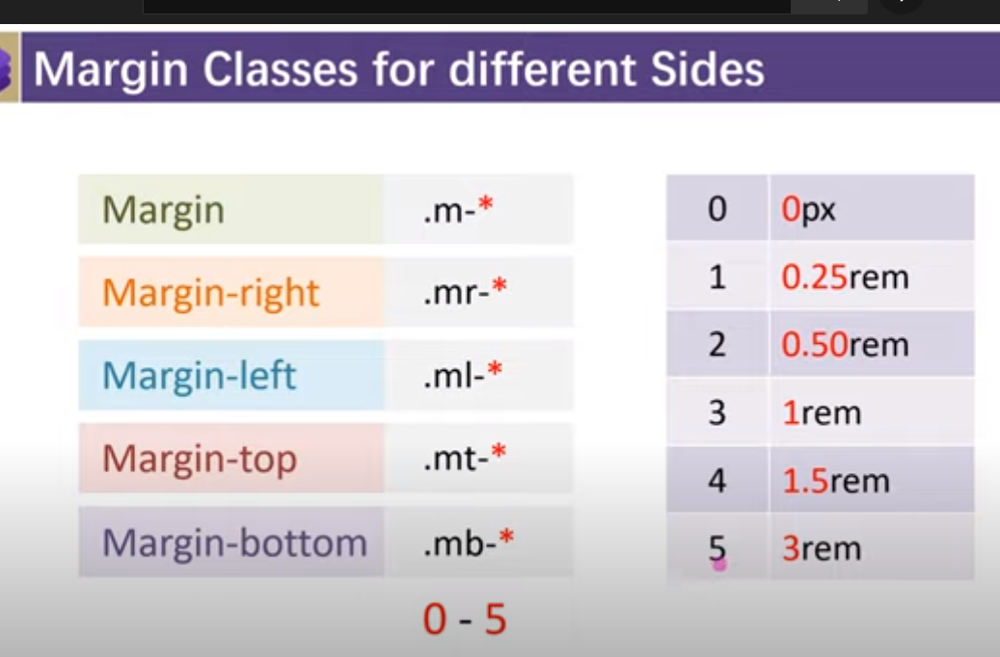 Margin Classes for different Sides
Margin .m-*
Margin-right .mr-*
Margin-left .ml-*
Margin-top .mt-*
Margin-bottom .mb-*
0 - 5
0 0px
1 0.25rem
2 0.50rem
3 1rem
4 1.5rem
5 3rem